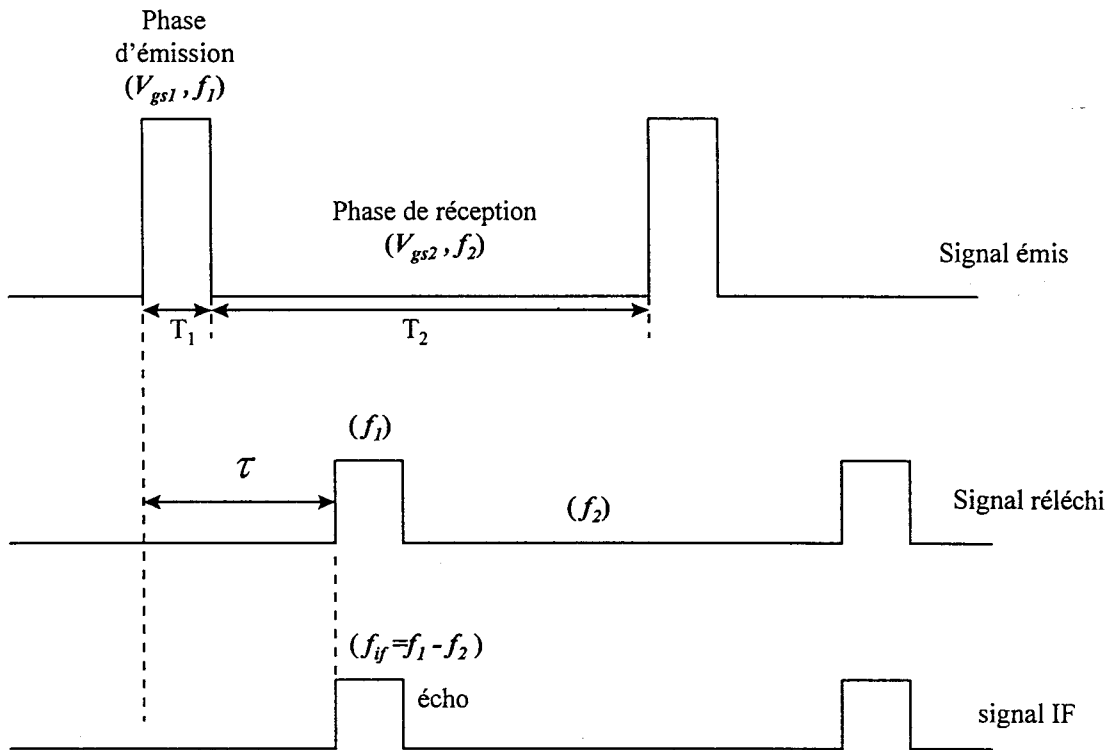 Phase
d'émission
(V_gs1 , f_1)
Phase de réception
(V_gs2 , f_2)
Signal émis
T_1
T_2
(f_1)
τ
(f_2)
Signal réléchi
(f_if = f_1 - f_2 )
écho
signal IF